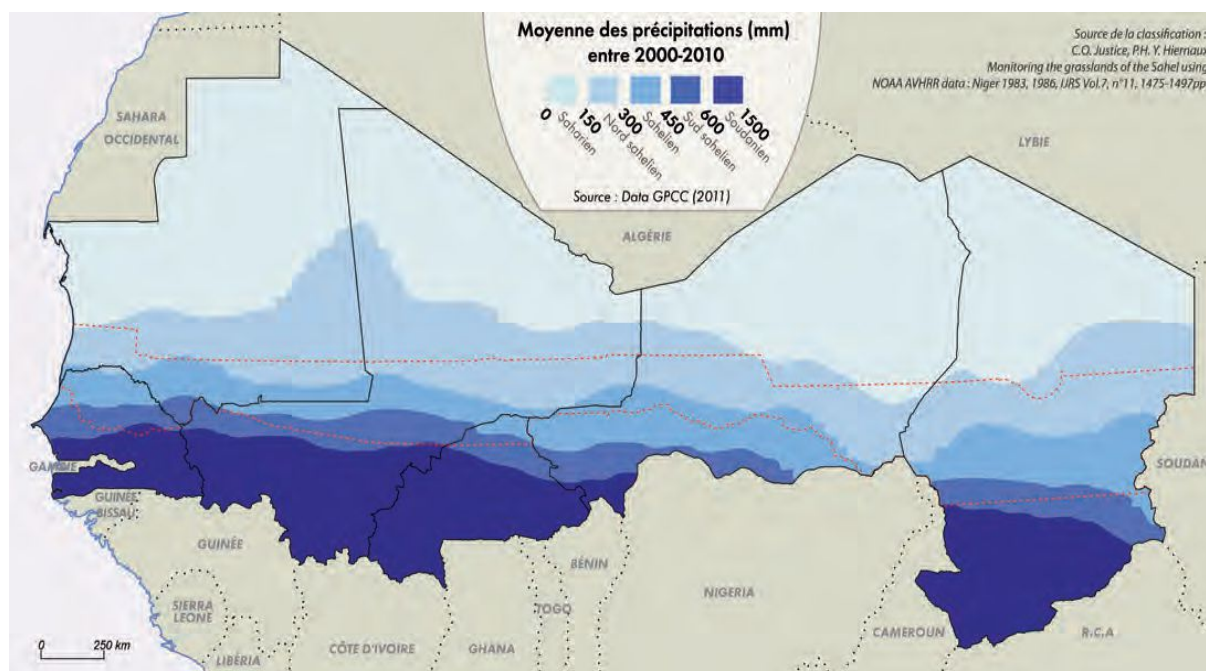 Moyenne des précipitations (mm)
entre 2000-2010
0
150
300
450
600
1500
Saharien
Nord sahelien
Sahelien
Sud sahelien
Soudanien
Source : Data GPCC (2011)
Source de la classification :
C.O. Justice, P.H. Y. Hiernaux
Monitoring the grasslands of the Sahel using
NOAA AVHRR data : Niger 1983, 1986, IJRS Vol.7, n°11, 1475-1497pp
SAHARA
OCCIDENTAL
LYBIE
ALGÉRIE
GAMBIE
SOUDAN
GUINÉE
BISSAU
GUINÉE
BÉNIN
NIGERIA
SIERRA
LEONE
TOGO
CAMEROUN
R.C.A
LIBÉRIA
CÔTE D'IVOIRE
GHANA
0
250 km